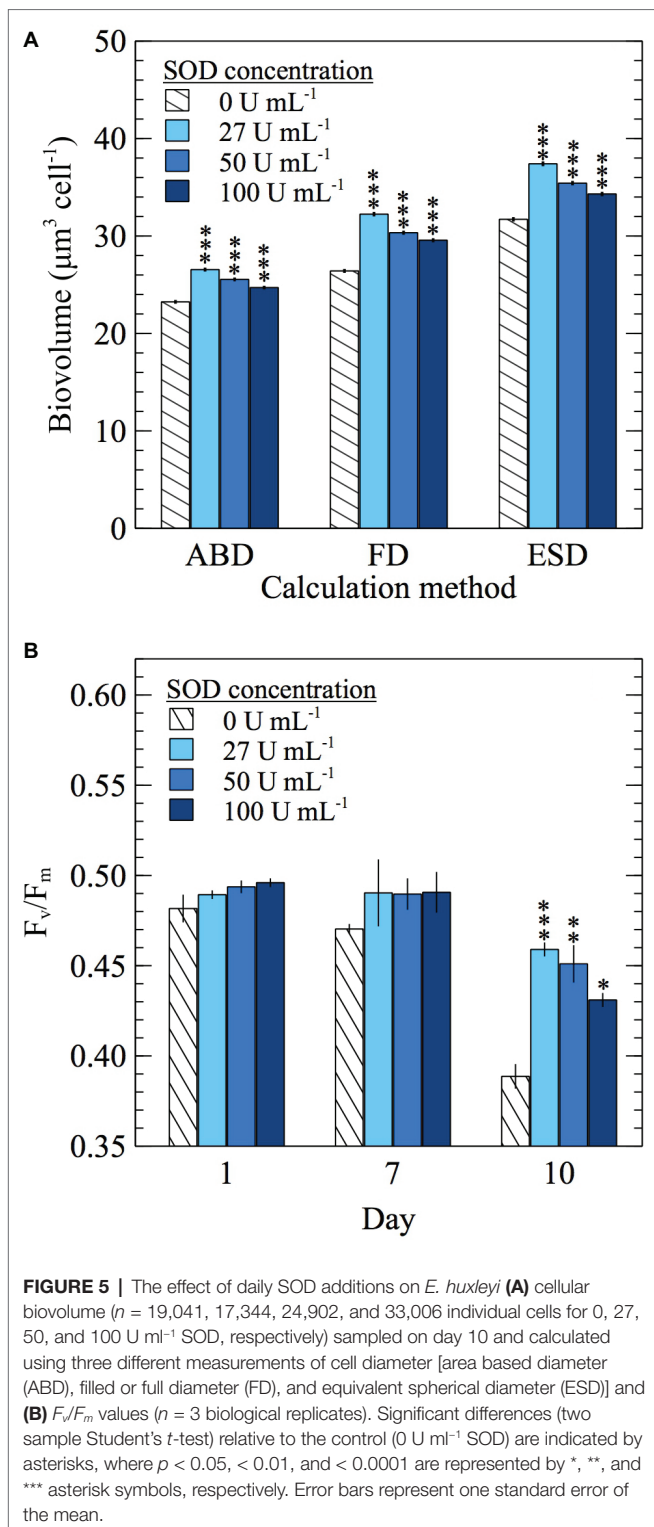 A
50
40
30
20
10
0
Biovolume (μm³ cell⁻¹)
SOD concentration
0 U mL⁻¹
27 U mL⁻¹
50 U mL⁻¹
100 U mL⁻¹
*** *** ***
*** *** ***
*** *** ***
ABD FD ESD
Calculation method
B
0.60
0.55
0.50
0.45
0.40
0.35
Fᵥ/Fₘ
SOD concentration
0 U mL⁻¹
27 U mL⁻¹
50 U mL⁻¹
100 U mL⁻¹
*** ** *
1 7 10
Day
FIGURE 5 | The effect of daily SOD additions on E. huxleyi (A) cellular
biovolume (n = 19,041, 17,344, 24,902, and 33,006 individual cells for 0, 27,
50, and 100 U ml⁻¹ SOD, respectively) sampled on day 10 and calculated
using three different measurements of cell diameter [area based diameter
(ABD), filled or full diameter (FD), and equivalent spherical diameter (ESD)] and
(B) Fᵥ/Fₘ values (n = 3 biological replicates). Significant differences (two
sample Student's t-test) relative to the control (0 U ml⁻¹ SOD) are indicated by
asterisks, where p < 0.05, < 0.01, and < 0.0001 are represented by *, **, and
*** asterisk symbols, respectively. Error bars represent one standard error of
the mean.